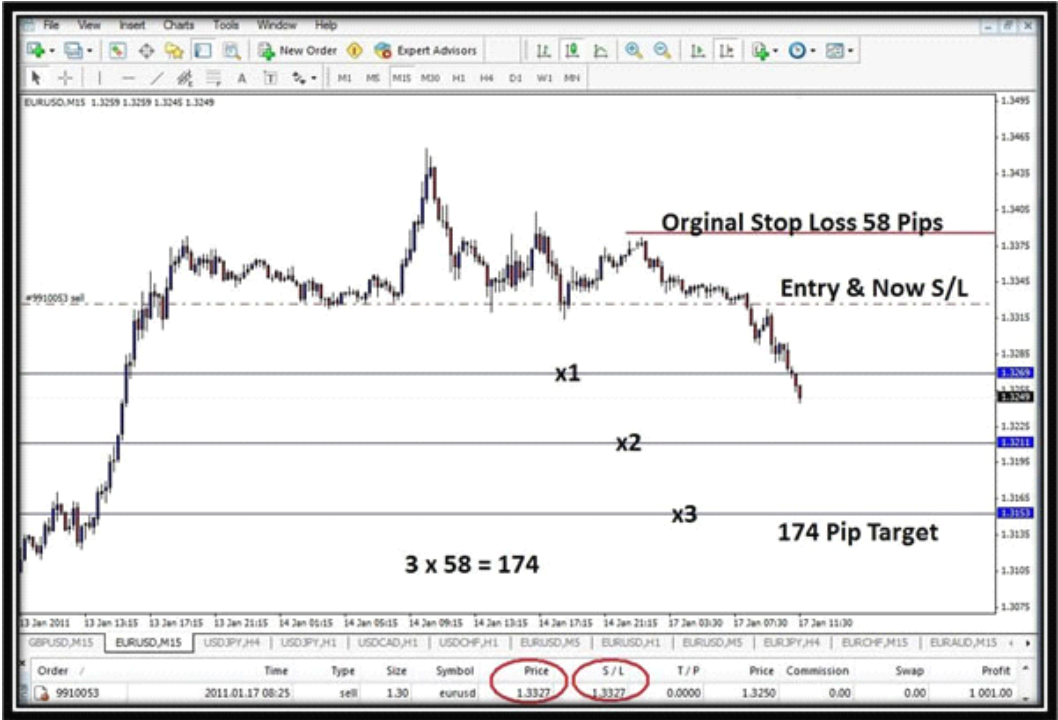 File View Insert Charts Tools Window Help
New Order Expert Advisors
A T M1 M5 M15 M30 H1 H4 D1 W1 MN
EURUSD,M15 1.3259 1.3259 1.3245 1.3249
1.3495
1.3465
1.3435
1.3405
Orginal Stop Loss 58 Pips
1.3375
Entry & Now S/L
1.3345
#9910053 sell
1.3315
1.3285
x1
1.3269
1.3255
1.3249
1.3225
x2
1.3211
1.3195
1.3165
x3
1.3153
174 Pip Target
1.3135
3 x 58 = 174
1.3105
1.3075
13 Jan 2011 13 Jan 13:15 13 Jan 17:15 13 Jan 21:15 14 Jan 01:15 14 Jan 05:15 14 Jan 09:15 14 Jan 13:15 14 Jan 17:15 14 Jan 21:15 17 Jan 03:30 17 Jan 07:30 17 Jan 11:30
GBPUSD,M15 EURUSD,M15 USDJPY,H4 USDJPY,H1 USDCAD,H1 USDCHF,H1 EURUSD,M5 EURUSD,H1 EURUSD,M5 EURJPY,H4 EURCHF,M15 EURAUD,M15
Order / Time Type Size Symbol Price S / L T / P Price Commission Swap Profit
9910053 2011.01.17 08:25 sell 1.30 eurusd 1.3327 1.3327 0.0000 1.3250 0.00 0.00 1 001.00